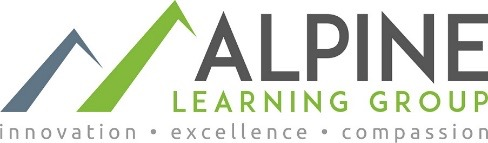 ALPINE
LEARNING GROUP
innovation • excellence • compassion